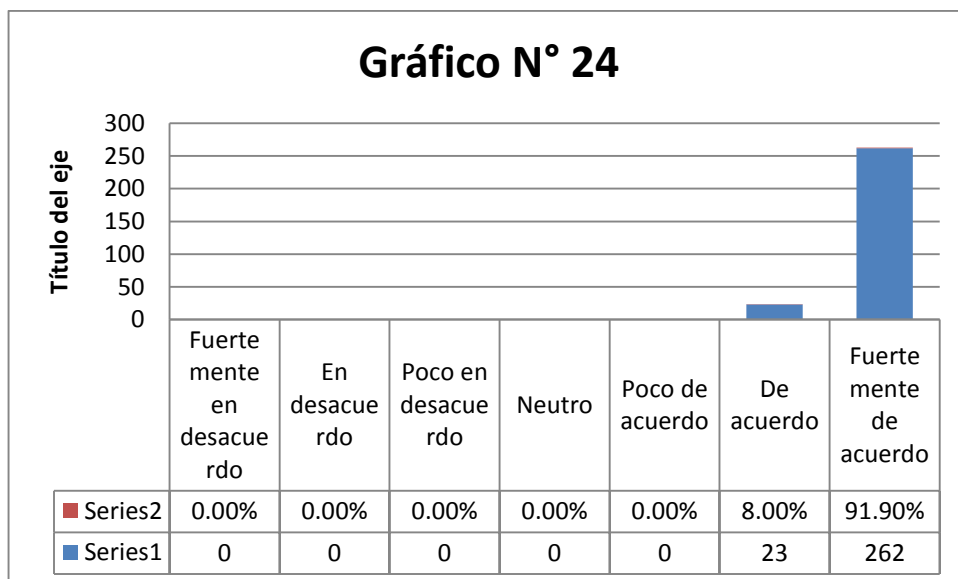 Gráfico N° 24
Título del eje
300
250
200
150
100
50
0
Fuerte
mente
en
desacue
rdo
En
desacue
rdo
Poco en
desacue
rdo
Neutro
Poco de
acuerdo
De
acuerdo
Fuerte
mente
de
acuerdo
Series2 0.00% 0.00% 0.00% 0.00% 0.00% 8.00% 91.90%
Series1 0 0 0 0 0 23 262